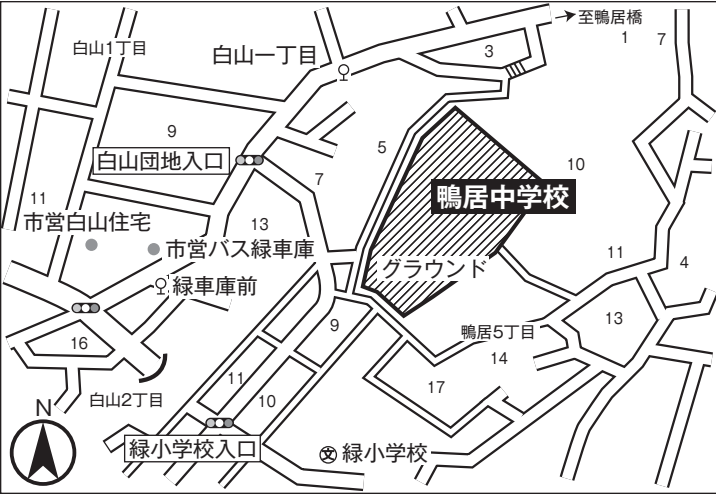 →至鴨居橋
白山1丁目
白山一丁目
3
1
7
9
5
白山団地入口
10
7
11
鴨居中学校
市営白山住宅
13
市営バス緑車庫
11
4
グラウンド
緑車庫前
9
13
鴨居5丁目
16
14
11
17
白山2丁目
10
N
緑小学校入口
文 緑小学校